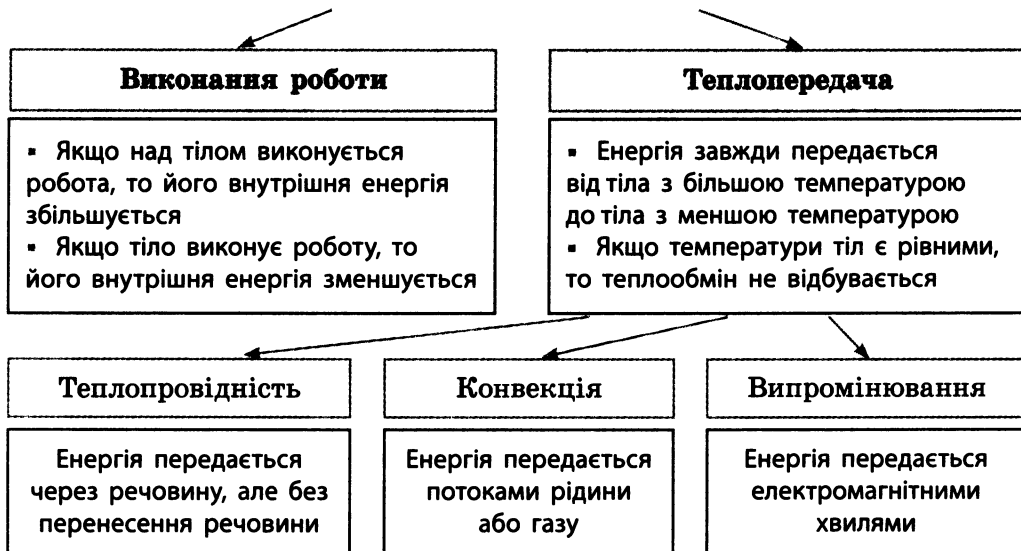 Виконання роботи
▪ Якщо над тілом виконується
робота, то його внутрішня енергія
збільшується
▪ Якщо тіло виконує роботу, то
його внутрішня енергія зменшується
Теплопередача
▪ Енергія завжди передається
від тіла з більшою температурою
до тіла з меншою температурою
▪ Якщо температури тіл є рівними,
то теплообмін не відбувається
Теплопровідність
Енергія передається
через речовину, але без
перенесення речовини
Конвекція
Енергія передається
потоками рідини
або газу
Випромінювання
Енергія передається
електромагнітними
хвилями